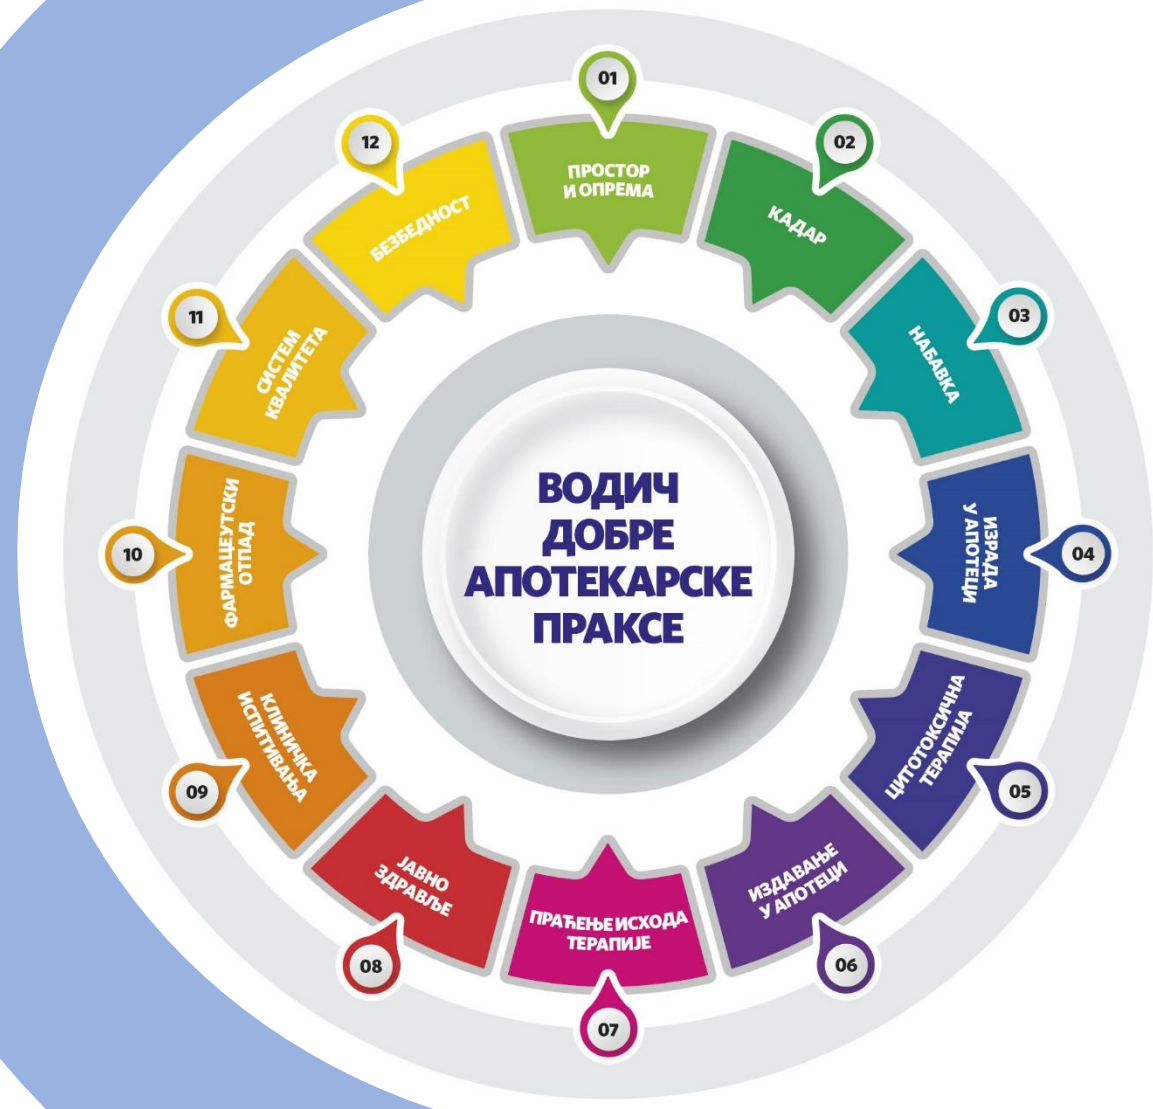 ВОДИЧ
ДОБРЕ
АПОТЕКАРСКЕ
ПРАКСЕ
01
ПРОСТОР
И ОПРЕМА
02
КАДАР
03
НАБАВКА
04
ИЗРАДА
У АПОТЕЦИ
05
ЦИТОТОКСИЧНА
ТЕРАПИЈА
06
ИЗДАВАЊЕ
У АПОТЕЦИ
07
ПРАЋЕЊЕ ИСХОДА
ТЕРАПИЈЕ
08
ЈАВНО
ЗДРАВЉЕ
09
КЛИНИЧКА
ИСПИТИВАЊА
10
ФАРМАЦЕУТСКИ
ОТПАД
11
СИСТЕМ
КВАЛИТЕТА
12
БЕЗБЕДНОСТ